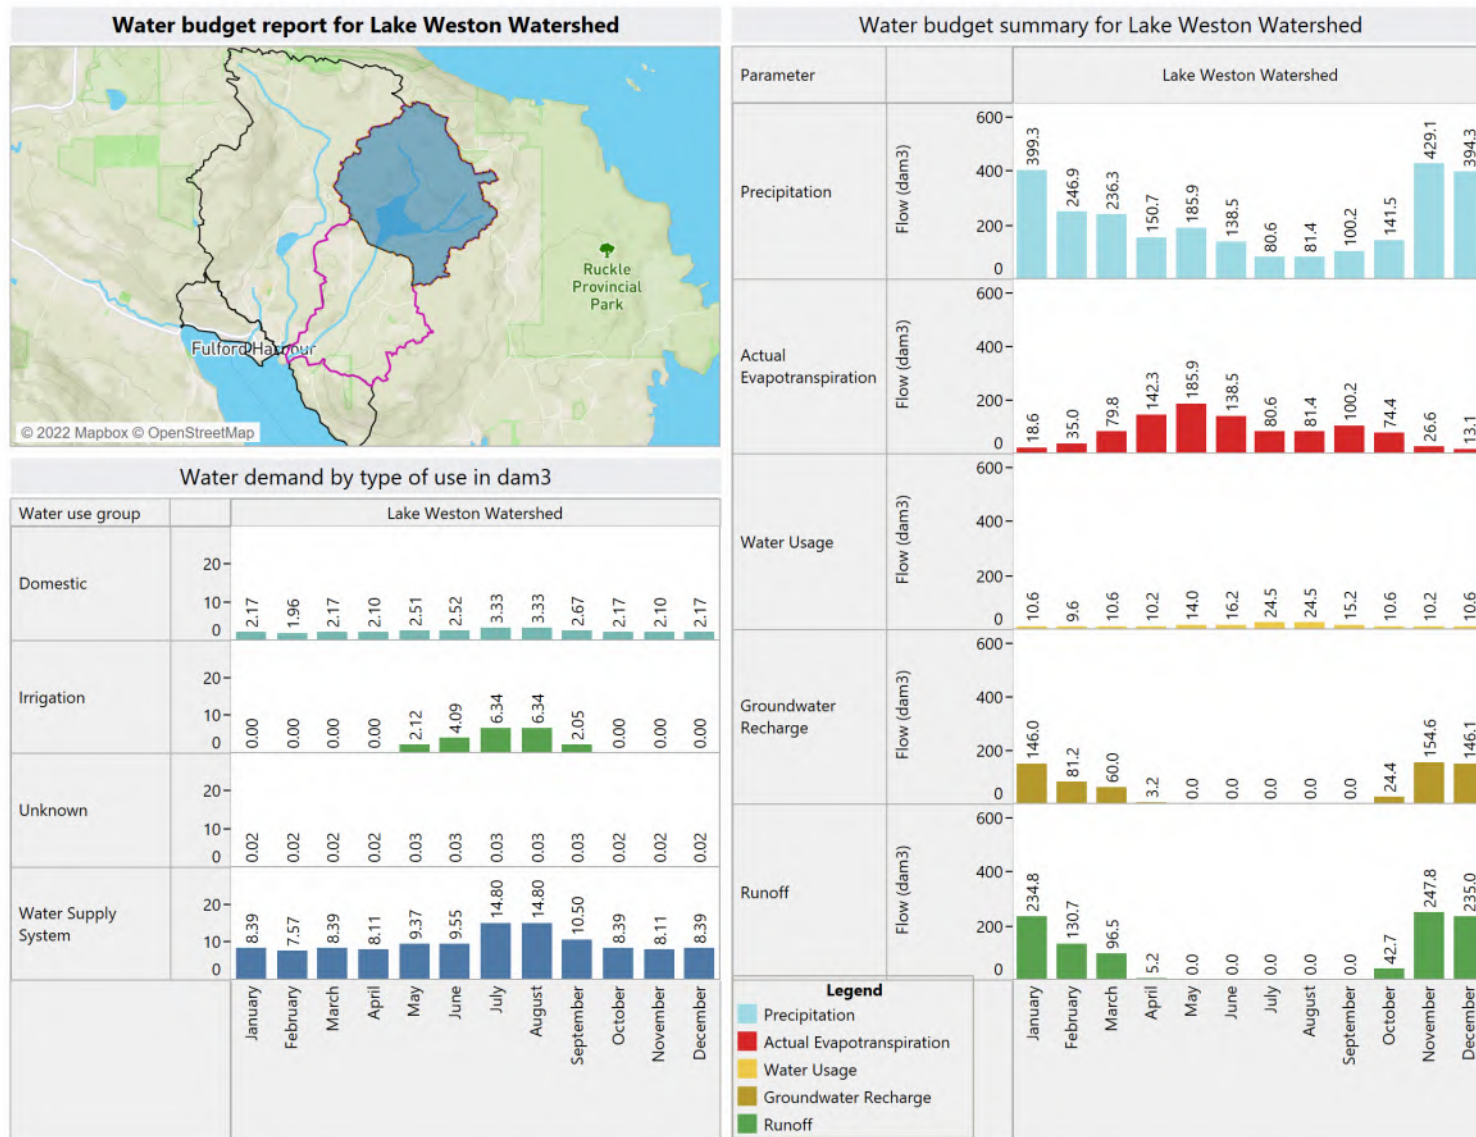 Water budget report for Lake Weston Watershed
Ruckle
Provincial
Park
Fulford Harbour
© 2022 Mapbox © OpenStreetMap
Water demand by type of use in dam3
Water use group
Lake Weston Watershed
Domestic
20
10
0
2.17 1.96 2.17 2.10 2.51 2.52 3.33 3.33 2.67 2.17 2.10 2.17
Irrigation
20
10
0
0.00 0.00 0.00 0.00 2.12 4.09 6.34 6.34 2.05 0.00 0.00 0.00
Unknown
20
10
0
0.02 0.02 0.02 0.02 0.03 0.03 0.03 0.03 0.03 0.02 0.02 0.02
Water Supply
System
20
10
0
8.39 7.57 8.39 8.11 9.37 9.55 14.80 14.80 10.50 8.39 8.11 8.39
January February March April May June July August September October November December
Water budget summary for Lake Weston Watershed
Parameter
Lake Weston Watershed
Precipitation
Flow (dam3)
600
400
200
0
399.3 246.9 236.3 150.7 185.9 138.5 80.6 81.4 100.2 141.5 429.1 394.3
Actual
Evapotranspiration
Flow (dam3)
600
400
200
0
18.6 35.0 79.8 142.3 185.9 138.5 80.6 81.4 100.2 74.4 26.6 13.1
Water Usage
Flow (dam3)
600
400
200
0
10.6 9.6 10.6 10.2 14.0 16.2 24.5 24.5 15.2 10.6 10.2 10.6
Groundwater
Recharge
Flow (dam3)
600
400
200
0
146.0 81.2 60.0 3.2 0.0 0.0 0.0 0.0 0.0 24.4 154.6 146.1
Runoff
Flow (dam3)
600
400
200
0
234.8 130.7 96.5 5.2 0.0 0.0 0.0 0.0 0.0 42.7 247.8 235.0
January February March April May June July August September October November December
Legend
Precipitation
Actual Evapotranspiration
Water Usage
Groundwater Recharge
Runoff